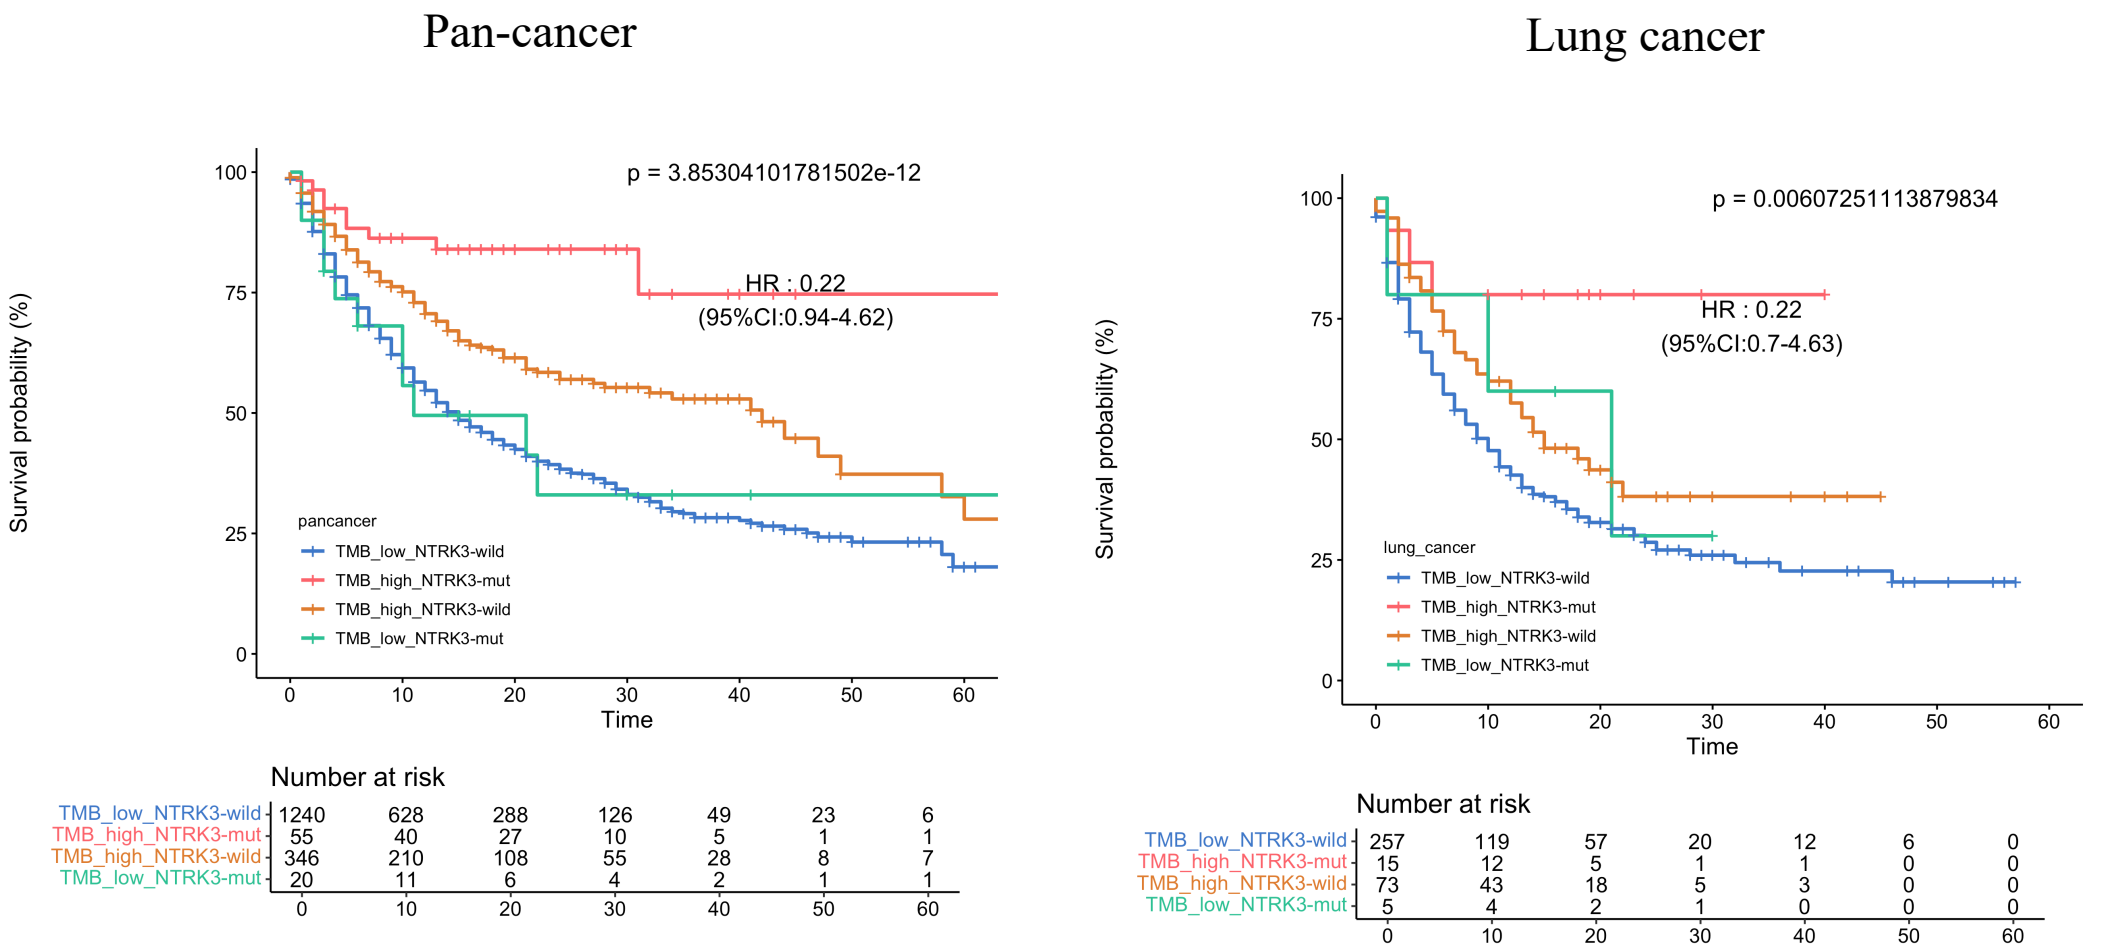 Pan-cancer
Survival probability (%)
100
75
50
25
0
p = 3.85304101781502e-12
HR : 0.22
(95%CI:0.94-4.62)
pancancer
TMB_low_NTRK3-wild
TMB_high_NTRK3-mut
TMB_high_NTRK3-wild
TMB_low_NTRK3-mut
0 10 20 30 40 50 60
Time
Number at risk
TMB_low_NTRK3-wild 1240 628 288 126 49 23 6
TMB_high_NTRK3-mut 55 40 27 10 5 1 1
TMB_high_NTRK3-wild 346 210 108 55 28 8 7
TMB_low_NTRK3-mut 20 11 6 4 2 1 1
0 10 20 30 40 50 60
Lung cancer
Survival probability (%)
100
75
50
25
0
p = 0.00607251113879834
HR : 0.22
(95%CI:0.7-4.63)
lung_cancer
TMB_low_NTRK3-wild
TMB_high_NTRK3-mut
TMB_high_NTRK3-wild
TMB_low_NTRK3-mut
0 10 20 30 40 50 60
Time
Number at risk
TMB_low_NTRK3-wild 257 119 57 20 12 6 0
TMB_high_NTRK3-mut 15 12 5 1 1 0 0
TMB_high_NTRK3-wild 73 43 18 5 3 0 0
TMB_low_NTRK3-mut 5 4 2 1 0 0 0
0 10 20 30 40 50 60